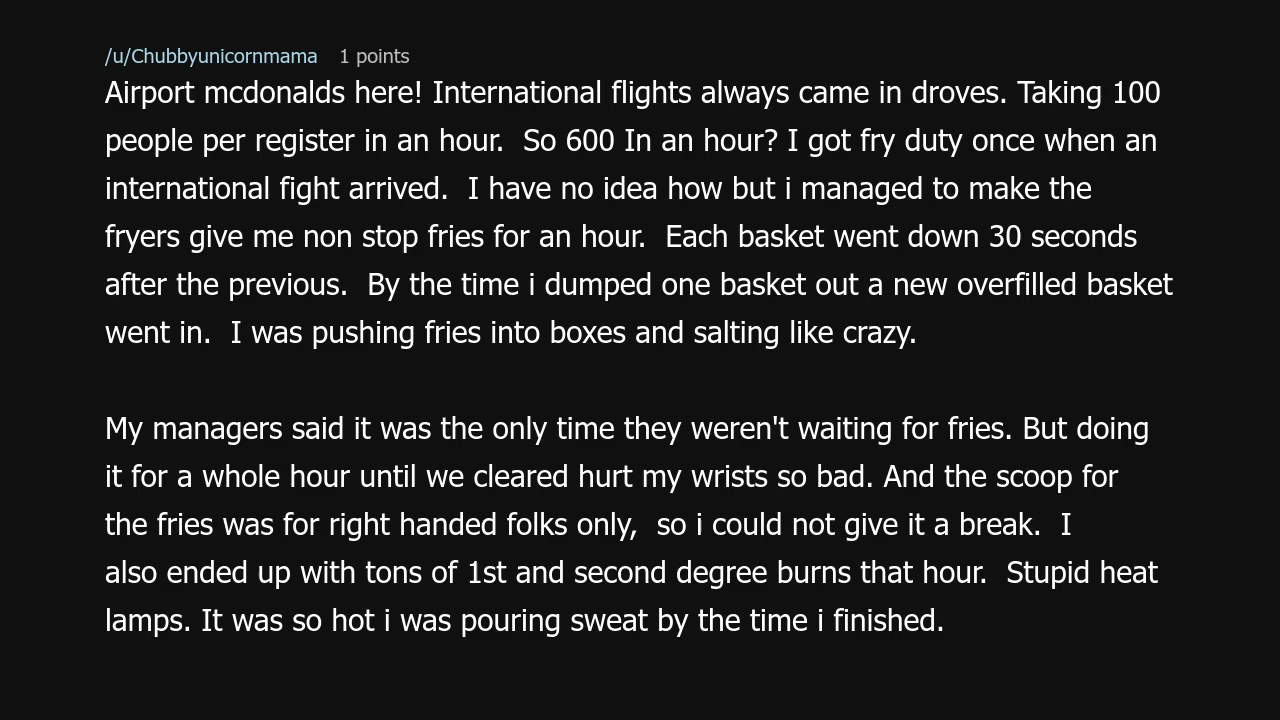 /u/Chubbyunicornmama 1 points
Airport mcdonalds here! International flights always came in droves. Taking 100
people per register in an hour.  So 600 In an hour? I got fry duty once when an
international fight arrived.  I have no idea how but i managed to make the
fryers give me non stop fries for an hour.  Each basket went down 30 seconds
after the previous.  By the time i dumped one basket out a new overfilled basket
went in.  I was pushing fries into boxes and salting like crazy.

My managers said it was the only time they weren't waiting for fries. But doing
it for a whole hour until we cleared hurt my wrists so bad. And the scoop for
the fries was for right handed folks only,  so i could not give it a break.  I
also ended up with tons of 1st and second degree burns that hour.  Stupid heat
lamps. It was so hot i was pouring sweat by the time i finished.